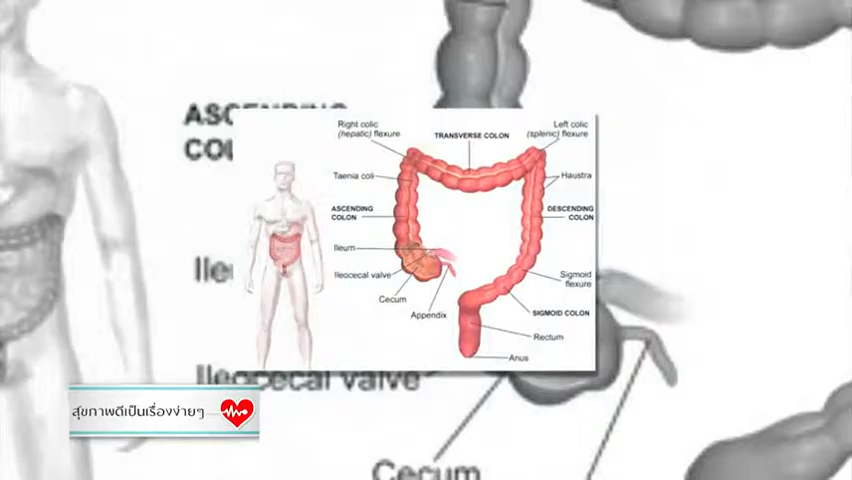 ASCENDING
COL
Ile
Ileocecal valve
Cecum
Right colic
(hepatic) flexure
TRANSVERSE COLON
Left colic
(splenic) flexure
Taenia coli
Haustra
ASCENDING
COLON
DESCENDING
COLON
Ileum
Ileocecal valve
Sigmoid
flexure
Cecum
Appendix
SIGMOID COLON
Rectum
Anus
สุขภาพดีเป็นเรื่องง่ายๆ